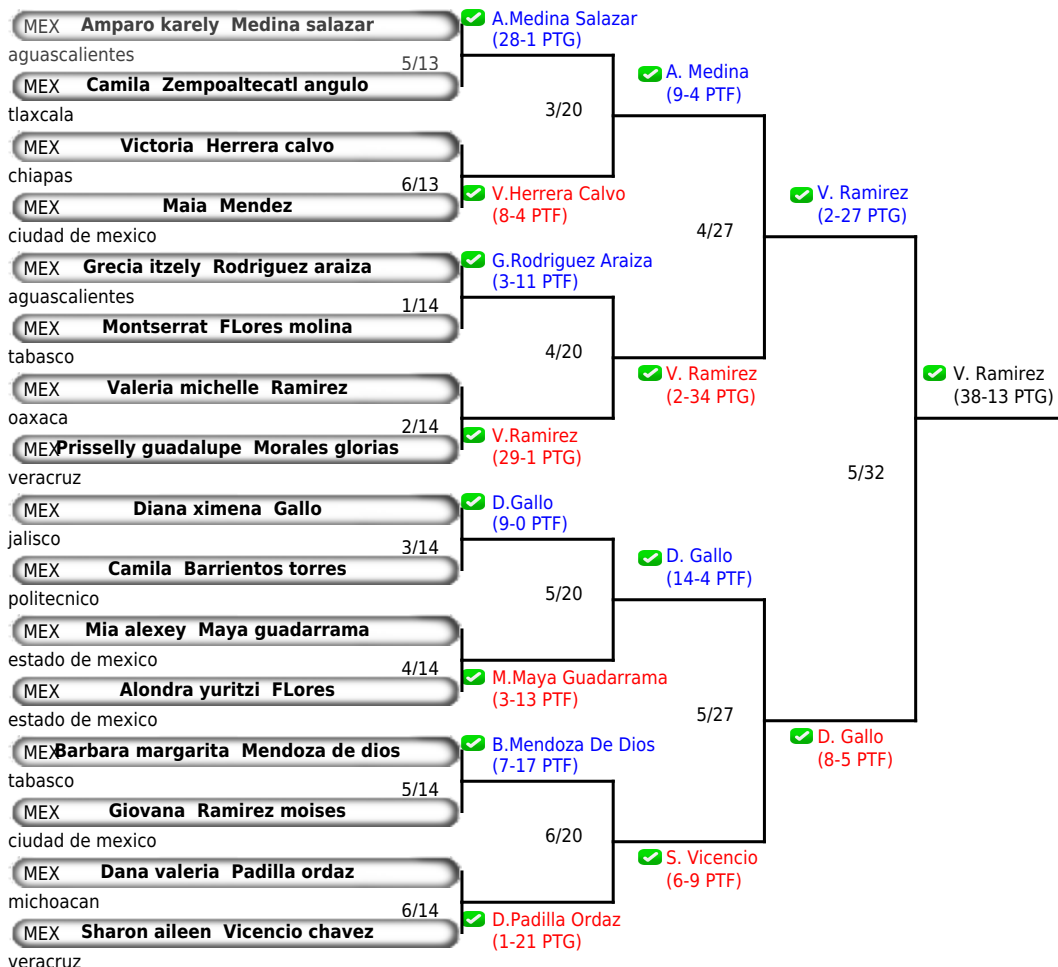 MEX Amparo karely Medina salazar
aguascalientes
5/13
MEX Camila Zempoaltecatl angulo
tlaxcala
MEX Victoria Herrera calvo
chiapas
6/13
MEX Maia Mendez
ciudad de mexico
MEX Grecia itzely Rodriguez araiza
aguascalientes
1/14
MEX Montserrat FLores molina
tabasco
MEX Valeria michelle Ramirez
oaxaca
2/14
MEX Prisselly guadalupe Morales glorias
veracruz
MEX Diana ximena Gallo
jalisco
3/14
MEX Camila Barrientos torres
politecnico
MEX Mia alexey Maya guadarrama
estado de mexico
4/14
MEX Alondra yuritzi FLores
estado de mexico
MEX Barbara margarita Mendoza de dios
tabasco
5/14
MEX Giovana Ramirez moises
ciudad de mexico
MEX Dana valeria Padilla ordaz
michoacan
6/14
MEX Sharon aileen Vicencio chavez
veracruz
A.Medina Salazar
(28-1 PTG)
3/20
V.Herrera Calvo
(8-4 PTF)
G.Rodriguez Araiza
(3-11 PTF)
4/20
V.Ramirez
(29-1 PTG)
D.Gallo
(9-0 PTF)
5/20
M.Maya Guadarrama
(3-13 PTF)
B.Mendoza De Dios
(7-17 PTF)
6/20
D.Padilla Ordaz
(1-21 PTG)
A. Medina
(9-4 PTF)
4/27
V. Ramirez
(2-34 PTG)
D. Gallo
(14-4 PTF)
5/27
S. Vicencio
(6-9 PTF)
V. Ramirez
(2-27 PTG)
5/32
D. Gallo
(8-5 PTF)
V. Ramirez
(38-13 PTG)